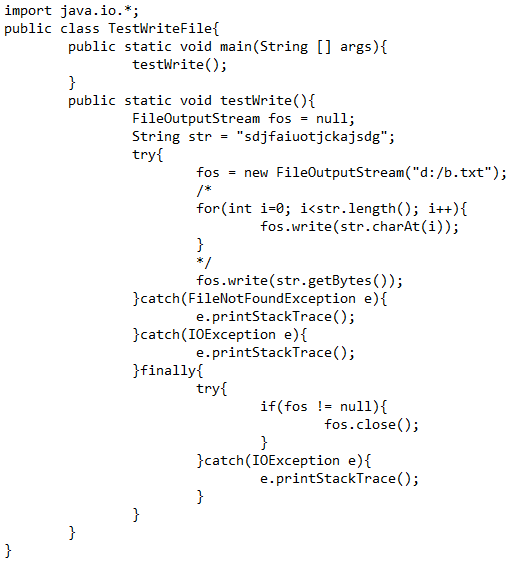 import java.io.*;
public class TestWriteFile{
        public static void main(String [] args){
                testWrite();
        }
        public static void testWrite(){
                FileOutputStream fos = null;
                String str = "sdjfaiuotjckajsdg";
                try{
                        fos = new FileOutputStream("d:/b.txt");
                        /*
                        for(int i=0; i<str.length(); i++){
                                fos.write(str.charAt(i));
                        }
                        */
                        fos.write(str.getBytes());
                }catch(FileNotFoundException e){
                        e.printStackTrace();
                }catch(IOException e){
                        e.printStackTrace();
                }finally{
                        try{
                                if(fos != null){
                                        fos.close();
                                }
                        }catch(IOException e){
                                e.printStackTrace();
                        }
                }
        }
}